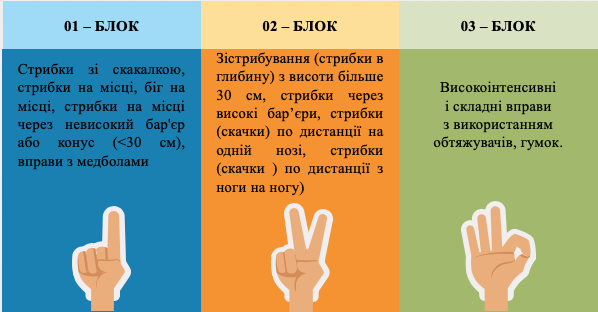 01 – БЛОК
Стрибки зі скакалкою,
стрибки на місці, біг на
місці, стрибки на місці
через невисокий бар'єр
або конус (<30 см),
вправи з медболами
02 – БЛОК
Зістрибування (стрибки в
глибину) з висоти більше
30 см, стрибки через
високі бар’єри, стрибки
(скачки) по дистанції на
одній нозі, стрибки
(скачки ) по дистанції з
ноги на ногу)
03 – БЛОК
Високоінтенсивні
і складні вправи
з використанням
обтяжувачів, гумок.